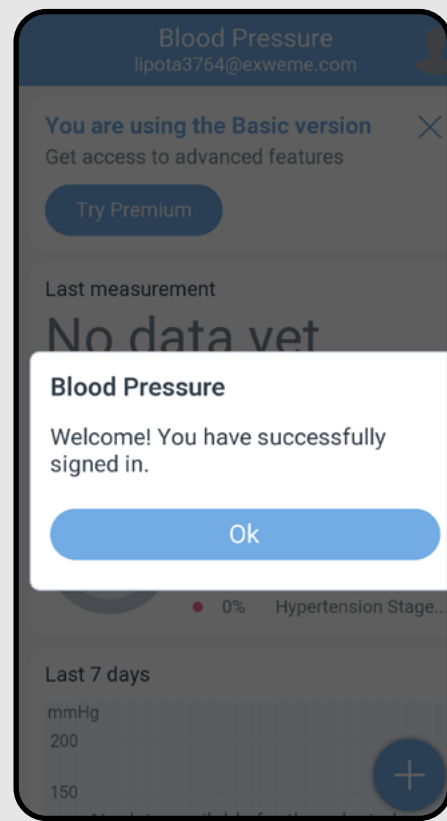 Blood Pressure
lipota3764@exweme.com
You are using the Basic version
Get access to advanced features
Try Premium
Last measurement
No data yet
Blood Pressure
Welcome! You have successfully
signed in.
Ok
0% Hypertension Stage...
Last 7 days
mmHg
200
150